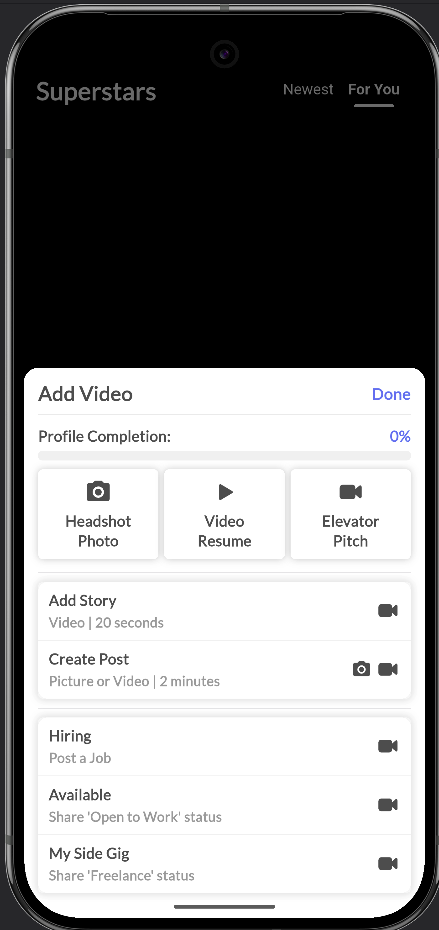 Superstars
Newest For You
Add Video
Done
Profile Completion:
0%
Headshot
Photo
Video
Resume
Elevator
Pitch
Add Story
Video | 20 seconds
Create Post
Picture or Video | 2 minutes
Hiring
Post a Job
Available
Share 'Open to Work' status
My Side Gig
Share 'Freelance' status